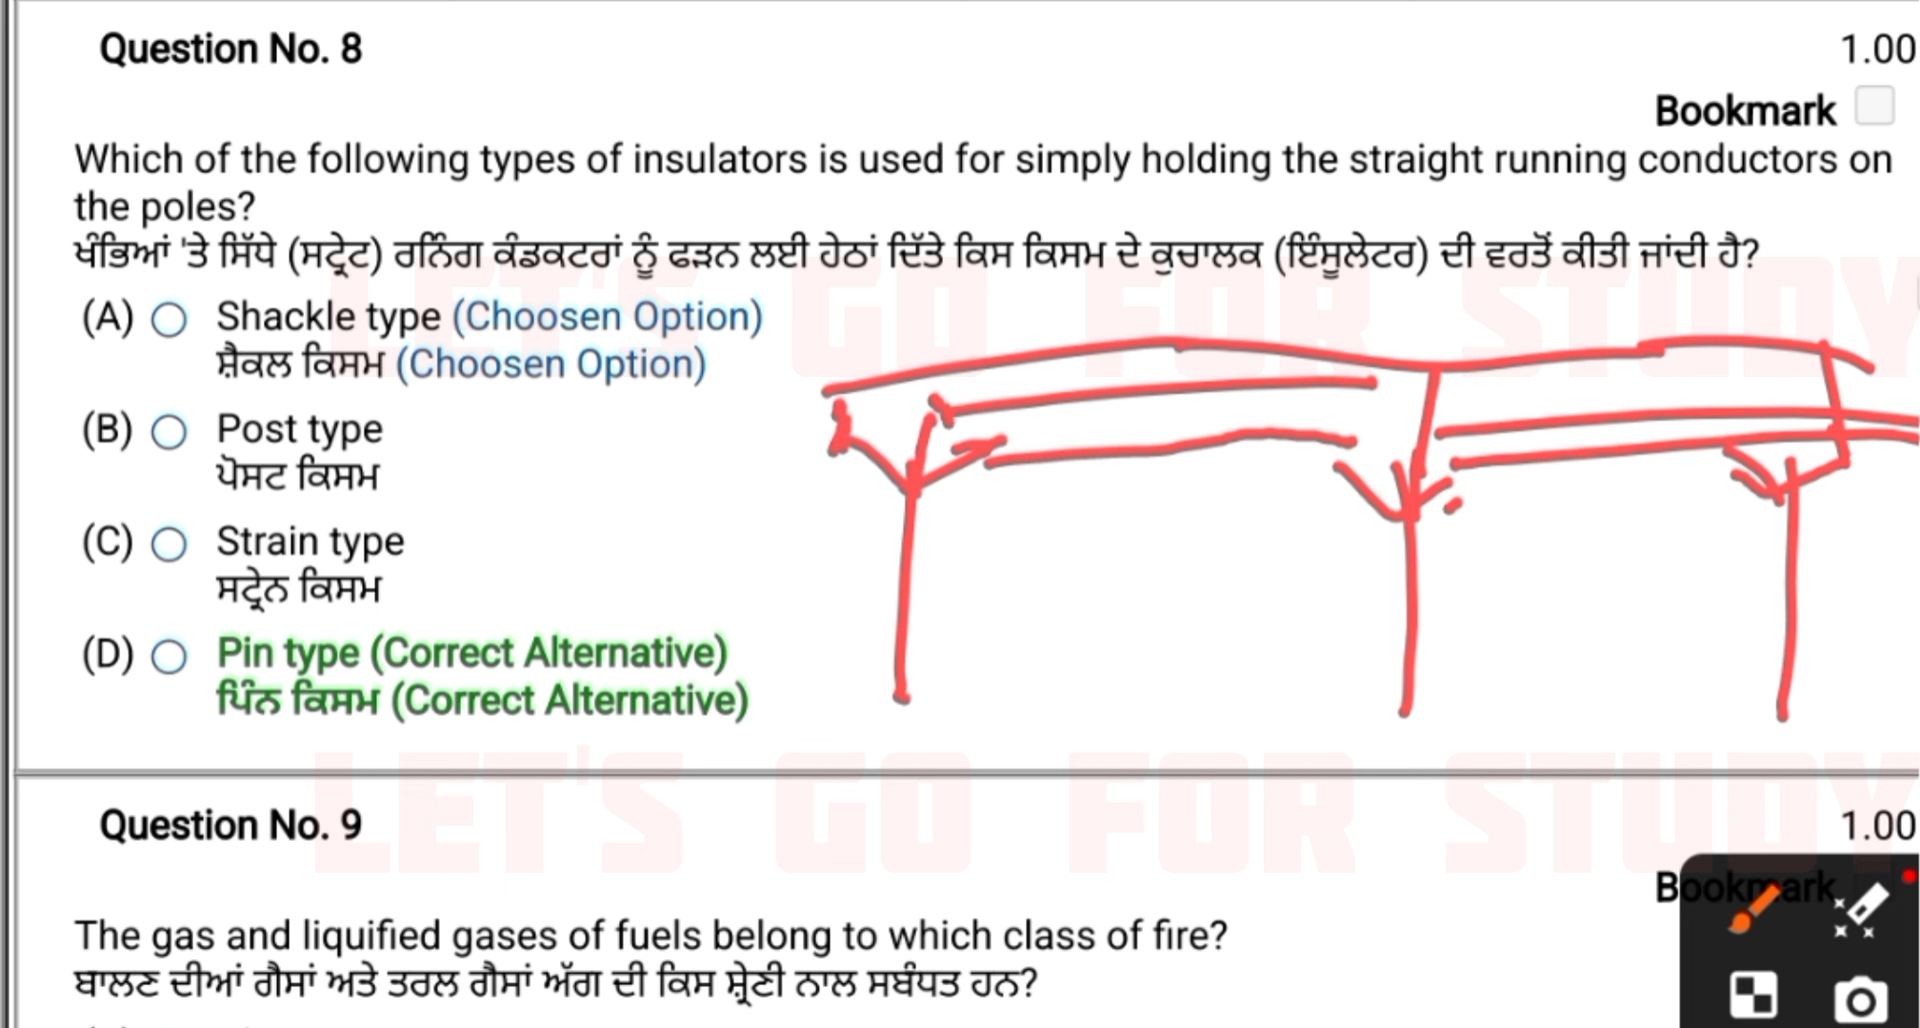 Question No. 8
1.00
Bookmark
Which of the following types of insulators is used for simply holding the straight running conductors on
the poles?
ਖੰਭਿਆਂ 'ਤੇ ਸਿੱਧੇ (ਸਟ੍ਰੇਟ) ਰਨਿੰਗ ਕੰਡਕਟਰਾਂ ਨੂੰ ਫੜਨ ਲਈ ਹੇਠਾਂ ਦਿੱਤੇ ਕਿਸ ਕਿਸਮ ਦੇ ਕੁਚਾਲਕ (ਇੰਸੂਲੇਟਰ) ਦੀ ਵਰਤੋਂ ਕੀਤੀ ਜਾਂਦੀ ਹੈ?
LET'S GO FOR STUDY
(A) Shackle type (Choosen Option)
ਸ਼ੈਕਲ ਕਿਸਮ (Choosen Option)
(B) Post type
ਪੋਸਟ ਕਿਸਮ
(C) Strain type
ਸਟ੍ਰੇਨ ਕਿਸਮ
(D) Pin type (Correct Alternative)
ਪਿੰਨ ਕਿਸਮ (Correct Alternative)
LET'S GO FOR STUDY
Question No. 9
1.00
Bookmark
The gas and liquified gases of fuels belong to which class of fire?
ਬਾਲਣ ਦੀਆਂ ਗੈਸਾਂ ਅਤੇ ਤਰਲ ਗੈਸਾਂ ਅੱਗ ਦੀ ਕਿਸ ਸ਼੍ਰੇਣੀ ਨਾਲ ਸਬੰਧਤ ਹਨ?